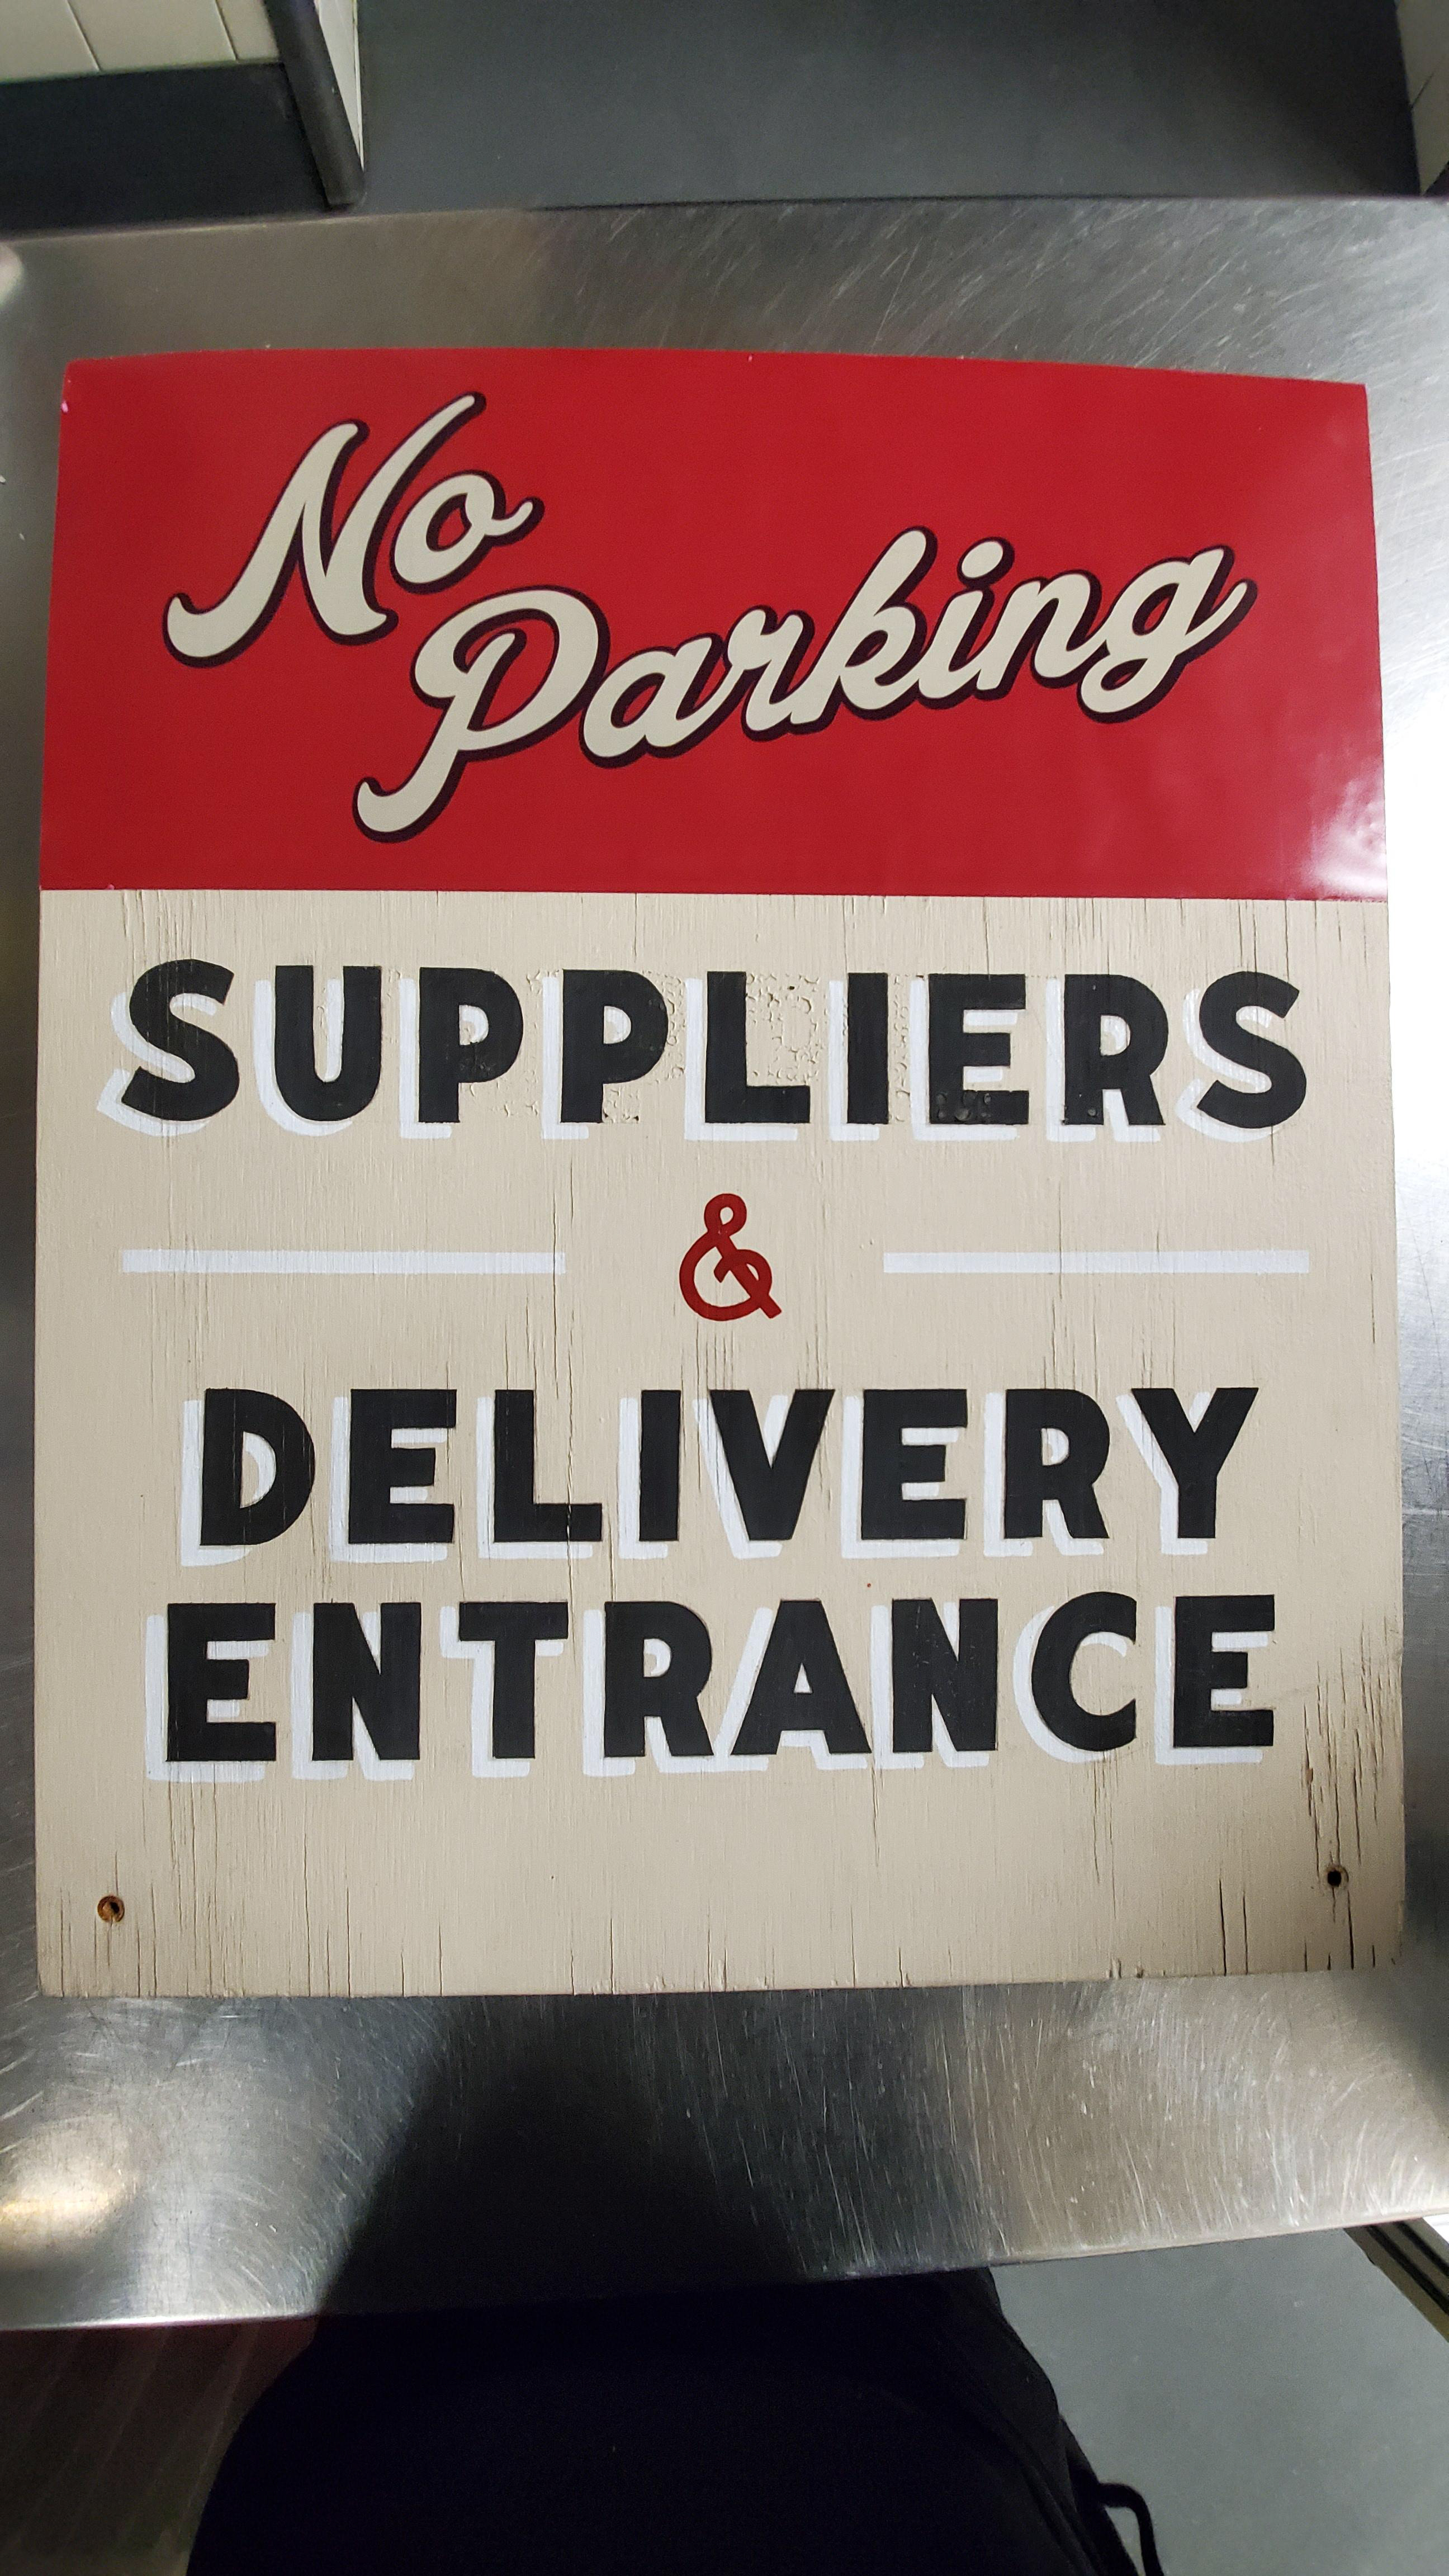 No
Parking
SUPPLIERS
&
DELIVERY
ENTRANCE